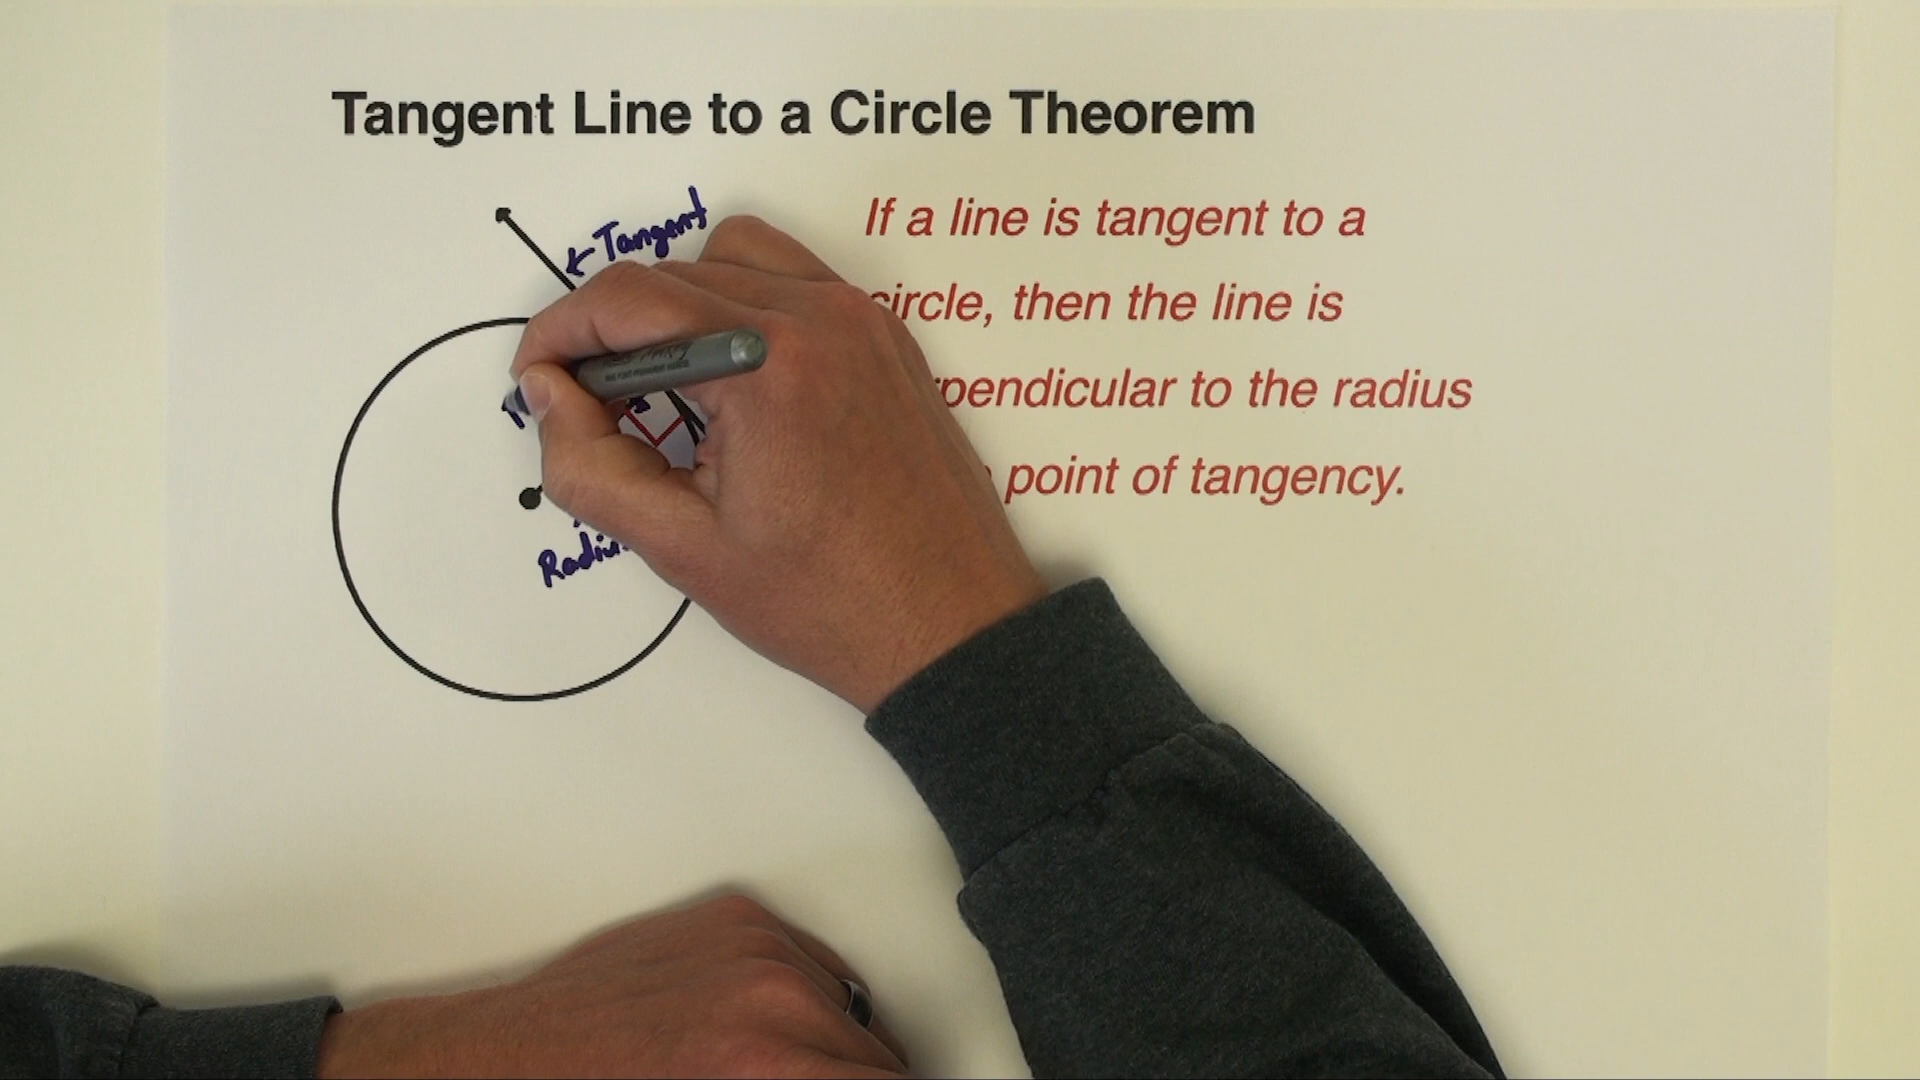 Tangent Line to a Circle Theorem
Tangent
If a line is tangent to a
circle, then the line is
rpendicular to the radius
point of tangency.
Radius